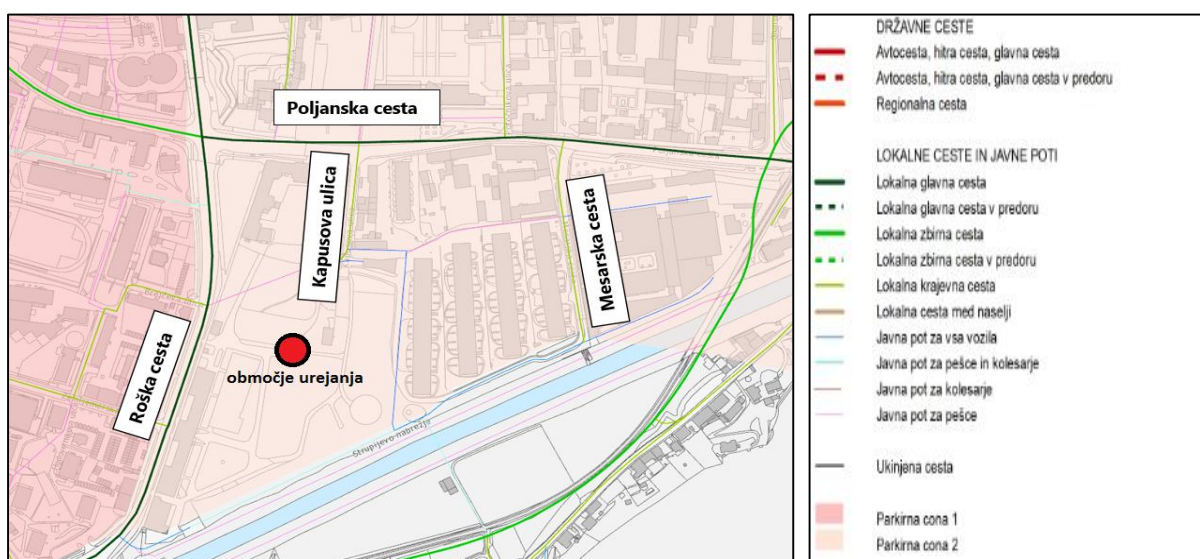 Poljanska cesta
Kapusova ulica
Mesarska cesta
Roška cesta
območje urejanja
Strupijevo nabrežje
DRŽAVNE CESTE
Avtocesta, hitra cesta, glavna cesta
Avtocesta, hitra cesta, glavna cesta v predoru
Regionalna cesta
LOKALNE CESTE IN JAVNE POTI
Lokalna glavna cesta
Lokalna glavna cesta v predoru
Lokalna zbirna cesta
Lokalna zbirna cesta v predoru
Lokalna krajevna cesta
Lokalna cesta med naselji
Javna pot za vsa vozila
Javna pot za pešce in kolesarje
Javna pot za kolesarje
Javna pot za pešce
Ukinjena cesta
Parkirna cona 1
Parkirna cona 2